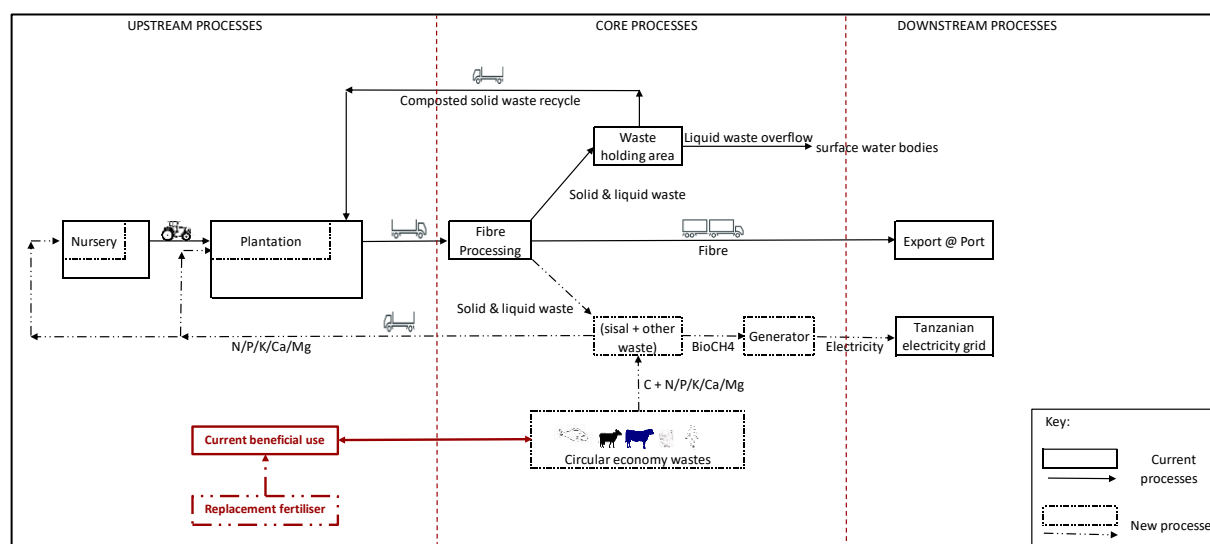 UPSTREAM PROCESSES
CORE PROCESSES
DOWNSTREAM PROCESSES
Composted solid waste recycle
Waste
holding area
Liquid waste overflow
surface water bodies
Solid & liquid waste
Nursery
Plantation
Fibre
Processing
Fibre
Export @ Port
Solid & liquid waste
N/P/K/Ca/Mg
(sisal + other
waste)
BioCH4
Generator
Electricity
Tanzanian
electricity grid
C + N/P/K/Ca/Mg
Current beneficial use
Circular economy wastes
Replacement fertiliser
Key:
Current
processes
New processe